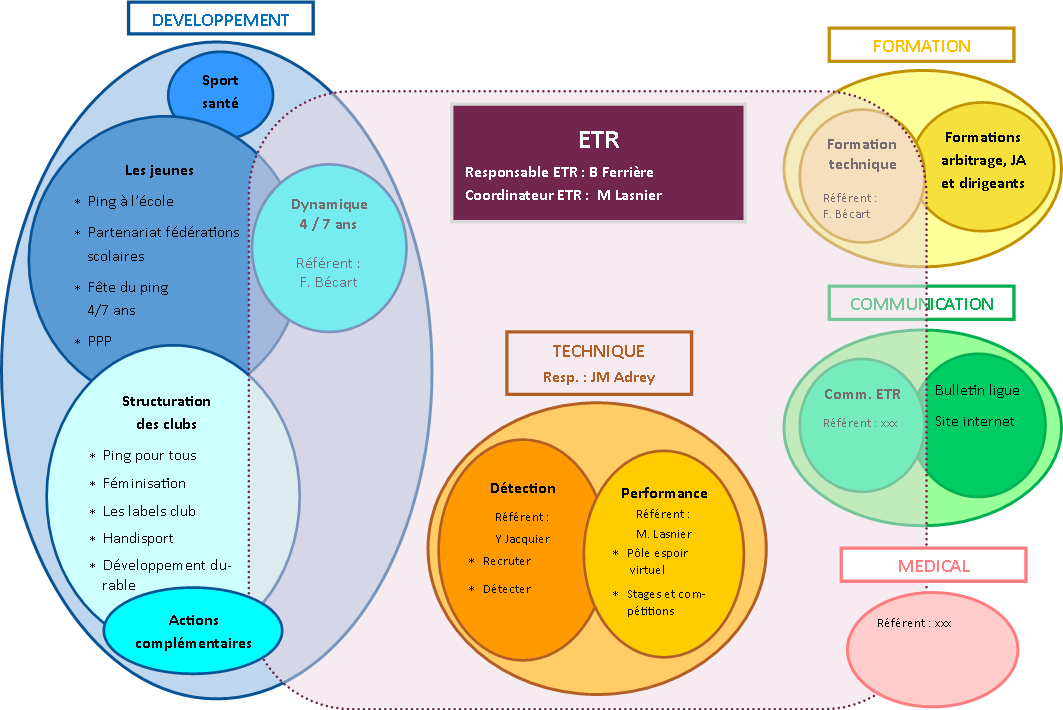 DEVELOPPEMENT
Sport
santé
Les jeunes
* Ping à l'école
* Partenariat fédérations
scolaires
* Fête du ping
4/7 ans
* PPP
Dynamique
4 / 7 ans
Référent :
F. Bécart
Structuration
des clubs
* Ping pour tous
* Féminisation
* Les labels club
* Handisport
* Développement du-
rable
Actions
complémentaires
ETR
Responsable ETR : B Ferrière
Coordinateur ETR : M Lasnier
TECHNIQUE
Resp. : JM Adrey
Détection
Référent :
Y Jacquier
* Recruter
* Détecter
Performance
Référent :
M. Lasnier
* Pôle espoir
virtuel
* Stages et com-
pétitions
FORMATION
Formation
technique
Référent :
F. Bécart
Formations
arbitrage, JA
et dirigeants
COMMUNICATION
Comm. ETR
Référent : xxx
Bulletin ligue
Site internet
MEDICAL
Référent : xxx